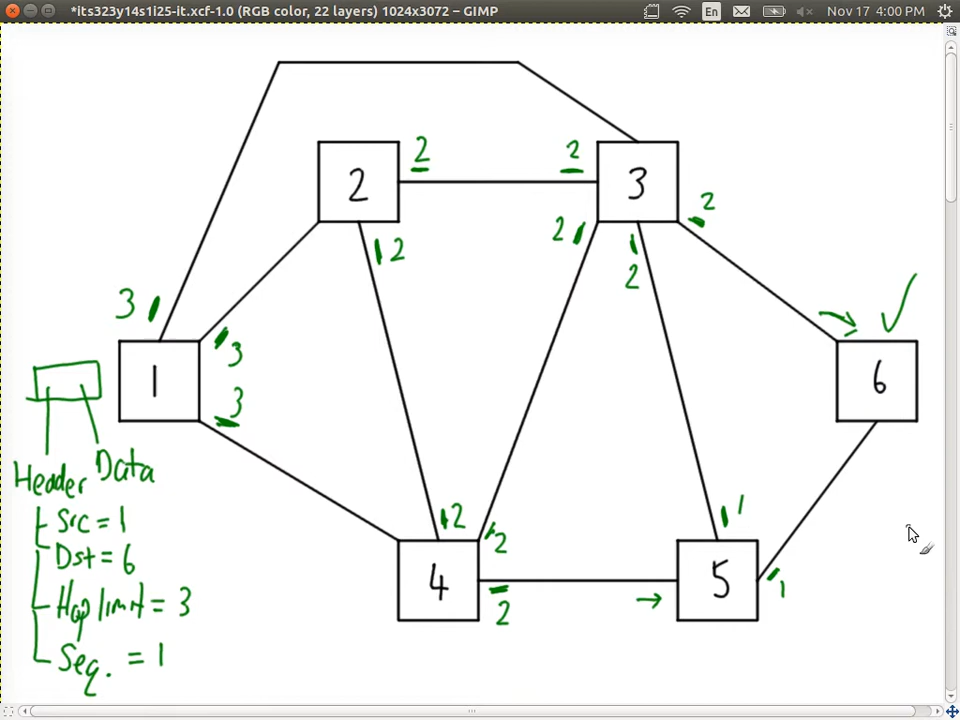 *its323y14s1i25-it.xcf-1.0 (RGB color, 22 layers) 1024x3072 – GIMP
En
Nov 17 4:00 PM
2
2
2
3
2
2
2
2
2
3
3
1
3
6
Header Data
Src = 1
Dst = 6
Hop limit = 3
Seq. = 1
2
2
4
2
1
5
1